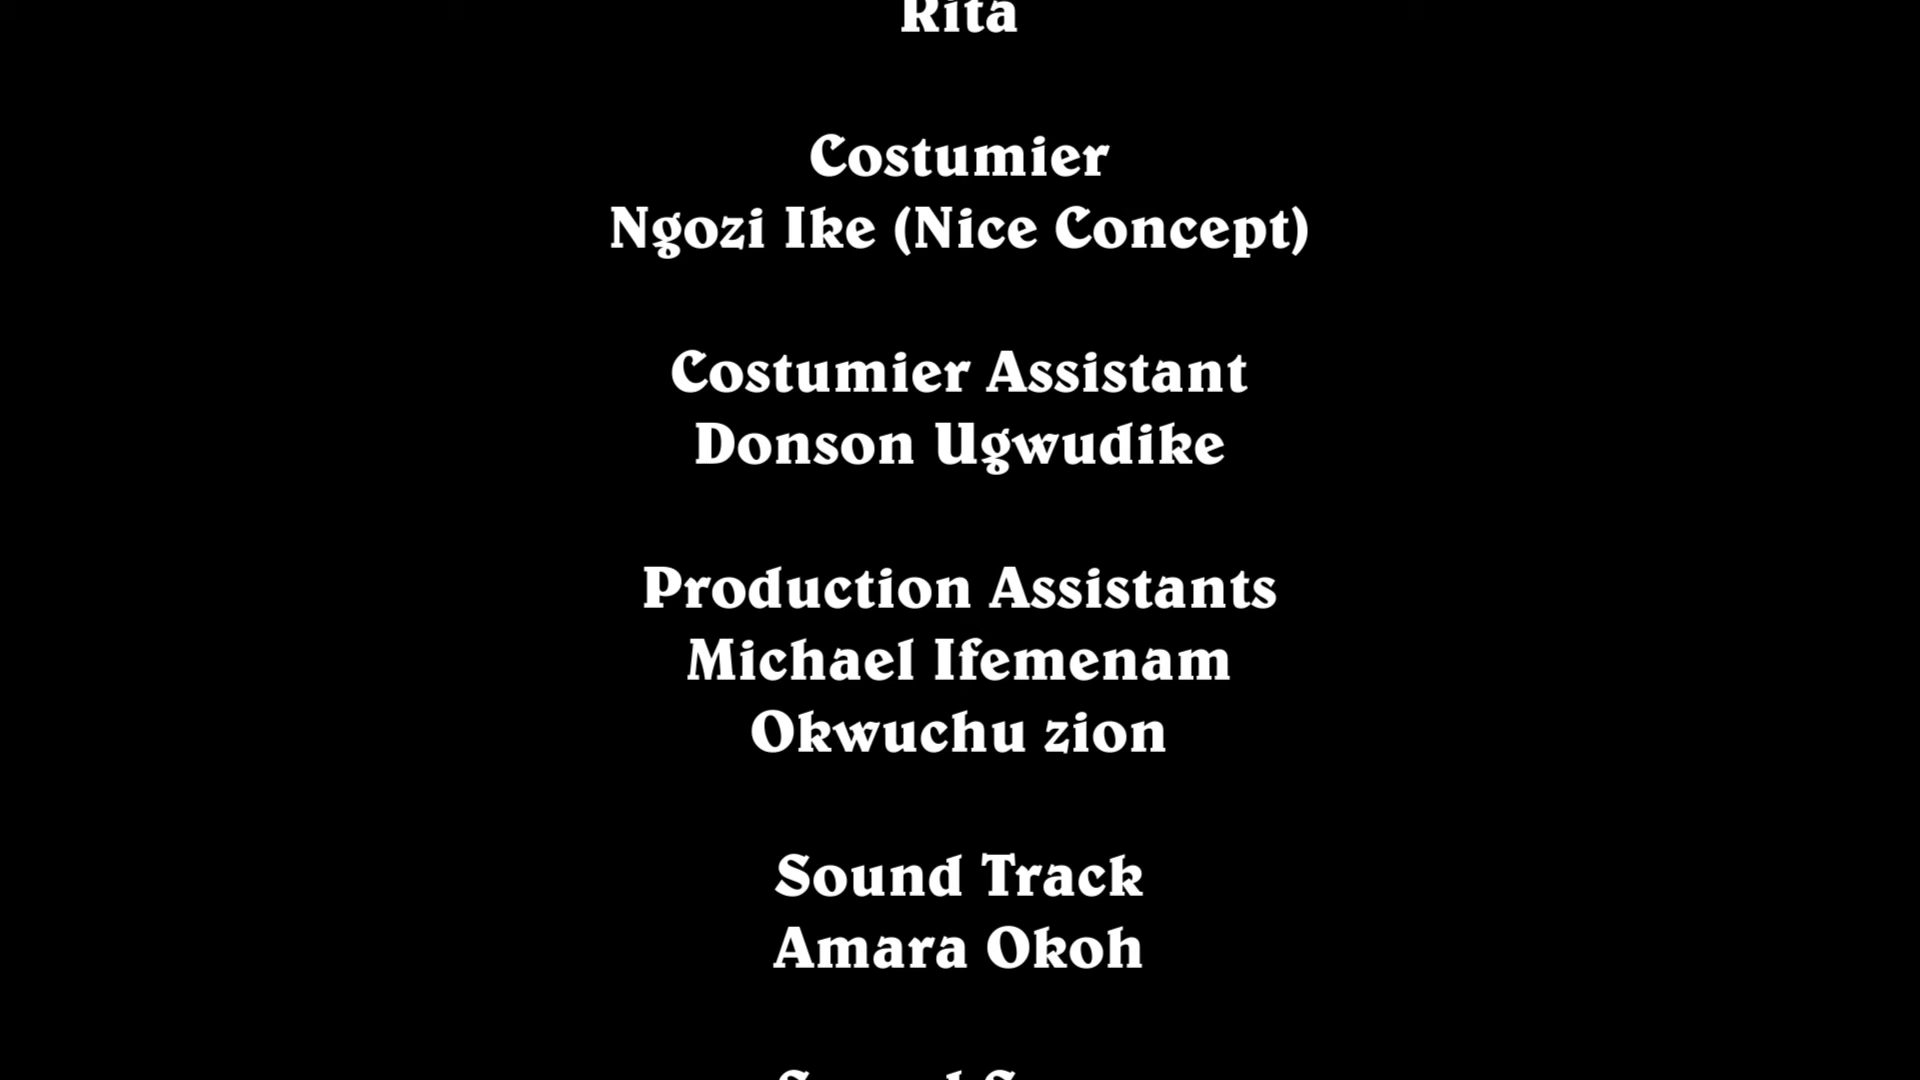 Rita
Costumier
Ngozi Ike (Nice Concept)
Costumier Assistant
Donson Ugwudike
Production Assistants
Michael Ifemenam
Okwuchu zion
Sound Track
Amara Okoh